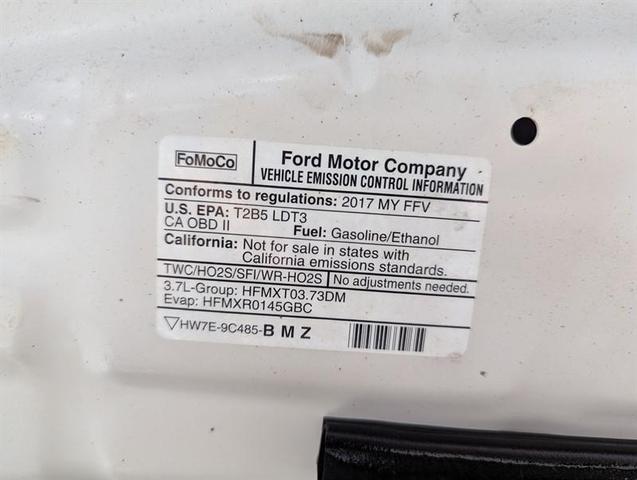 FoMoCo
Ford Motor Company
VEHICLE EMISSION CONTROL INFORMATION
Conforms to regulations: 2017 MY FFV
U.S. EPA: T2B5 LDT3
CA OBD II Fuel: Gasoline/Ethanol
California: Not for sale in states with
California emissions standards.
TWC/HO2S/SFI/WR-HO2S No adjustments needed.
3.7L-Group: HFMXT03.73DM
Evap: HFMXR0145GBC
HW7E-9C485-B M Z